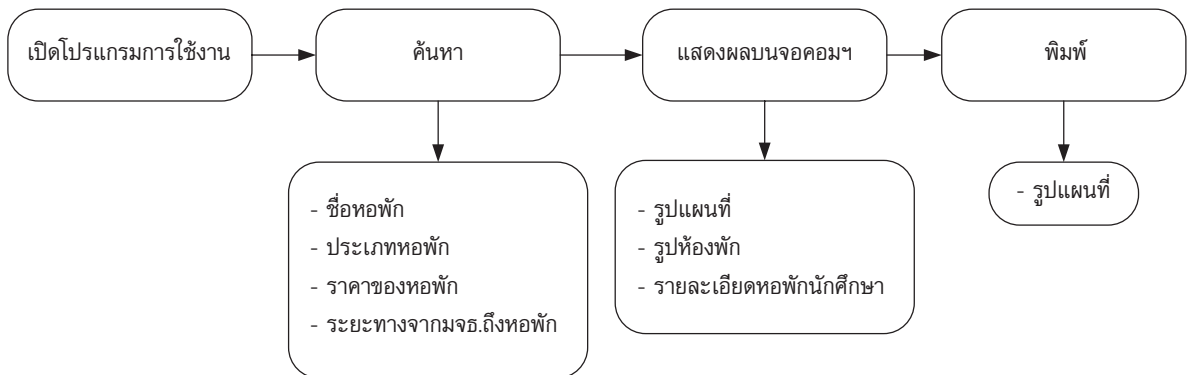 เปิดโปรแกรมการใช้งาน
ค้นหา
แสดงผลบนจอคอมฯ
พิมพ์
- ชื่อหอพัก
- ประเภทหอพัก
- ราคาของหอพัก
- ระยะทางจากมจธ.ถึงหอพัก
- รูปแผนที่
- รูปห้องพัก
- รายละเอียดหอพักนักศึกษา
- รูปแผนที่